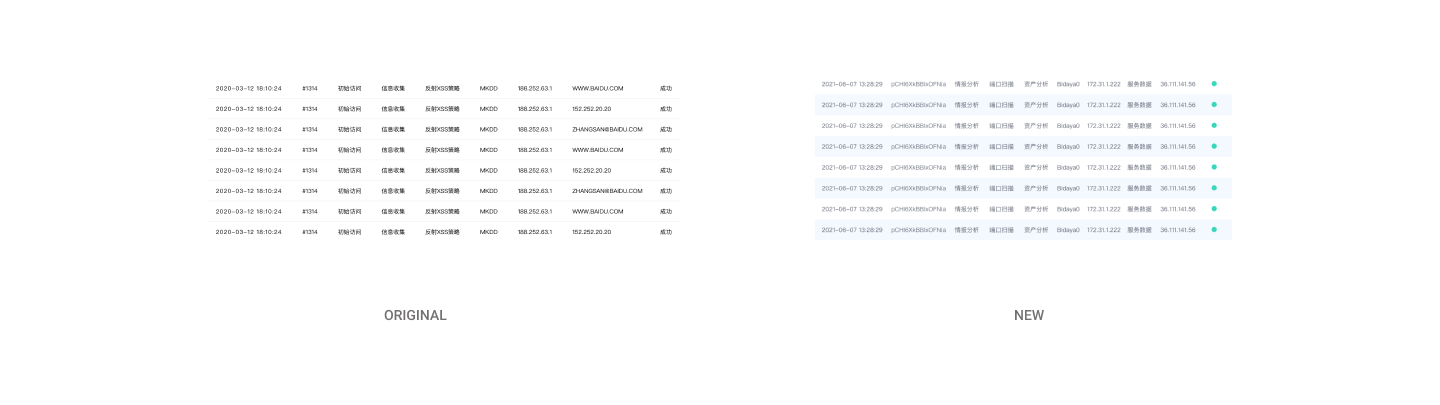 2020-03-12 18:10:24 #1314 初始访问 信息收集 反射XSS策略 MKDD 188.252.63.1 WWW.BAIDU.COM 成功
2020-03-12 18:10:24 #1314 初始访问 信息收集 反射XSS策略 MKDD 188.252.63.1 152.252.20.20 成功
2020-03-12 18:10:24 #1314 初始访问 信息收集 反射XSS策略 MKDD 188.252.63.1 ZHANGSAN@BAIDU.COM 成功
2020-03-12 18:10:24 #1314 初始访问 信息收集 反射XSS策略 MKDD 188.252.63.1 WWW.BAIDU.COM 成功
2020-03-12 18:10:24 #1314 初始访问 信息收集 反射XSS策略 MKDD 188.252.63.1 152.252.20.20 成功
2020-03-12 18:10:24 #1314 初始访问 信息收集 反射XSS策略 MKDD 188.252.63.1 ZHANGSAN@BAIDU.COM 成功
2020-03-12 18:10:24 #1314 初始访问 信息收集 反射XSS策略 MKDD 188.252.63.1 WWW.BAIDU.COM 成功
2020-03-12 18:10:24 #1314 初始访问 信息收集 反射XSS策略 MKDD 188.252.63.1 152.252.20.20 成功
ORIGINAL
2021-06-07 13:28:29 情报分析 端口扫描 资产分析 Bidaya0 172.31.1.222 服务数据 36.111.141.56
2021-06-07 13:28:29 情报分析 端口扫描 资产分析 Bidaya0 172.31.1.222 服务数据 36.111.141.56
2021-06-07 13:28:29 情报分析 端口扫描 资产分析 Bidaya0 172.31.1.222 服务数据 36.111.141.56
2021-06-07 13:28:29 情报分析 端口扫描 资产分析 Bidaya0 172.31.1.222 服务数据 36.111.141.56
2021-06-07 13:28:29 情报分析 端口扫描 资产分析 Bidaya0 172.31.1.222 服务数据 36.111.141.56
2021-06-07 13:28:29 情报分析 端口扫描 资产分析 Bidaya0 172.31.1.222 服务数据 36.111.141.56
2021-06-07 13:28:29 情报分析 端口扫描 资产分析 Bidaya0 172.31.1.222 服务数据 36.111.141.56
2021-06-07 13:28:29 情报分析 端口扫描 资产分析 Bidaya0 172.31.1.222 服务数据 36.111.141.56
NEW